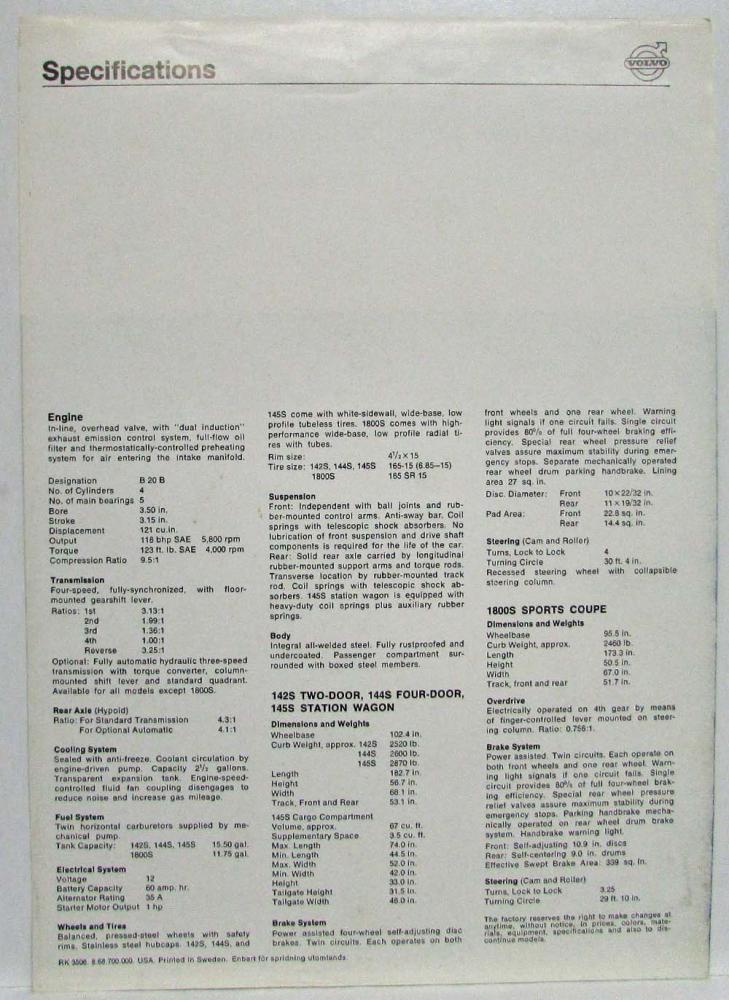 Specifications
VOLVO
Engine
In-line, overhead valve, with "dual induction"
exhaust emission control system, full-flow oil
filter and thermostatically-controlled preheating
system for air entering the intake manifold.
Designation B 20 B
No. of Cylinders 4
No. of main bearings 5
Bore 3.50 in.
Stroke 3.15 in.
Displacement 121 cu.in.
Output 118 bhp SAE 5,800 rpm
Torque 123 ft. lb. SAE 4,000 rpm
Compression Ratio 9.5:1
Transmission
Four-speed, fully-synchronized, with floor-
mounted gearshift lever.
Ratios: 1st 3.13:1
2nd 1.99:1
3rd 1.36:1
4th 1.00:1
Reverse 3.25:1
Optional: Fully automatic hydraulic three-speed
transmission with torque converter, column-
mounted shift lever and standard quadrant.
Available for all models except 1800S.
Rear Axle (Hypoid)
Ratio: For Standard Transmission 4.3:1
For Optional Automatic 4.1:1
Cooling System
Sealed with anti-freeze. Coolant circulation by
engine-driven pump. Capacity 2½ gallons.
Transparent expansion tank. Engine-speed-
controlled fluid fan coupling disengages to
reduce noise and increase gas mileage.
Fuel System
Twin horizontal carburetors supplied by me-
chanical pump.
Tank Capacity: 142S, 144S, 145S 15.50 gal.
1800S 11.75 gal.
Electrical System
Voltage 12
Battery Capacity 60 amp. hr.
Alternator Rating 35 A
Starter Motor Output 1 hp
Wheels and Tires
Balanced, pressed-steel wheels with safety
rims. Stainless steel hubcaps. 142S, 144S, and
145S come with white-sidewall, wide-base, low
profile tubeless tires. 1800S comes with high-
performance wide-base, low profile radial ti-
res with tubes.
Rim size: 4½×15
Tire size: 142S, 144S, 145S 165-15 (6.85—15)
1800S 165 SR 15
Suspension
Front: Independent with ball joints and rub-
ber-mounted control arms. Anti-sway bar. Coil
springs with telescopic shock absorbers. No
lubrication of front suspension and drive shaft
components is required for the life of the car.
Rear: Solid rear axle carried by longitudinal
rubber-mounted support arms and torque rods.
Transverse location by rubber-mounted track
rod. Coil springs with telescopic shock ab-
sorbers. 145S station wagon is equipped with
heavy-duty coil springs plus auxiliary rubber
springs.
Body
Integral all-welded steel. Fully rustproofed and
undercoated. Passenger compartment sur-
rounded with boxed steel members.
142S TWO-DOOR, 144S FOUR-DOOR,
145S STATION WAGON
Dimensions and Weights
Wheelbase 102.4 in.
Curb Weight, approx. 142S 2520 lb.
144S 2600 lb.
145S 2670 lb.
Length 182.7 in.
Height 56.7 in.
Width 68.1 in.
Track, Front and Rear 53.1 in.
145S Cargo Compartment
Volume, approx. 67 cu. ft.
Supplementary Space 3.5 cu. ft.
Max. Length 74.0 in.
Min. Length 44.5 in.
Max. Width 52.0 in.
Min. Width 42.0 in.
Height 33.0 in.
Tailgate Height 31.5 in.
Tailgate Width 46.0 in.
Brake System
Power assisted four-wheel self-adjusting disc
brakes. Twin circuits. Each operates on both
front wheels and one rear wheel. Warning
light signals if one circuit fails. Single circuit
provides 80% of full four-wheel braking effi-
ciency. Special rear wheel pressure relief
valves assure maximum stability during emer-
gency stops. Separate mechanically operated
rear wheel drum parking handbrake. Lining
area 27 sq. in.
Disc. Diameter: Front 10×22/32 in.
Rear 11×19/32 in.
Pad Area: Front 22.8 sq. in.
Rear 14.4 sq. in.
Steering (Cam and Roller)
Turns, Lock to Lock 4
Turning Circle 30 ft. 4 in.
Recessed steering wheel with collapsible
steering column.
1800S SPORTS COUPE
Dimensions and Weights
Wheelbase 95.5 in.
Curb Weight, approx. 2460 lb.
Length 173.3 in.
Height 50.5 in.
Width 67.0 in.
Track, front and rear 51.7 in.
Overdrive
Electrically operated on 4th gear by means
of finger-controlled lever mounted on steer-
ing column. Ratio: 0.756:1.
Brake System
Power assisted. Twin circuits. Each operate on
both front wheels and one rear wheel. Warn-
ing light signals if one circuit fails. Single
circuit provides 80% of full four-wheel brak-
ing efficiency. Special rear wheel pressure
relief valves assure maximum stability during
emergency stops. Parking handbrake mecha-
nically operated on rear wheel drum brake
system. Handbrake warning light.
Front: Self-adjusting 10.9 in. discs
Rear: Self-centering 9.0 in. drums
Effective Swept Brake Area: 339 sq. in.
Steering (Cam and Roller)
Turns, Lock to Lock 3.25
Turning Circle 29 ft. 10 in.
The factory reserves the right to make changes at
anytime, without notice, in prices, colors, mate-
rials, equipment, specifications and also to dis-
continue models.
RK 3506. 8.68.700.000. USA. Printed in Sweden. Enbart för spridning utomlands.